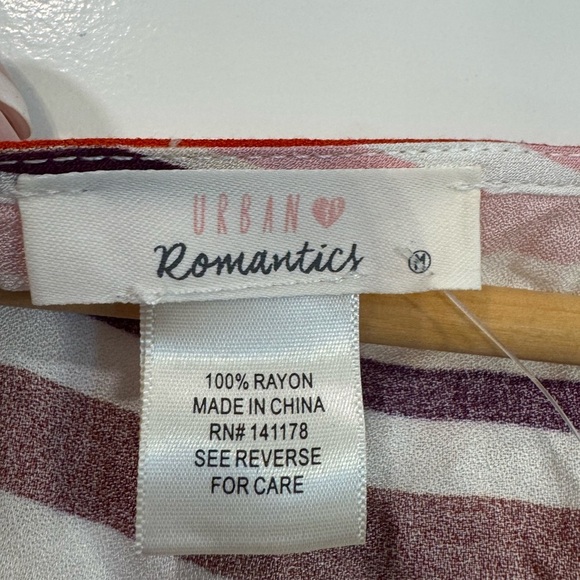 URBAN
Romantics
M
100% RAYON
MADE IN CHINA
RN# 141178
SEE REVERSE
FOR CARE